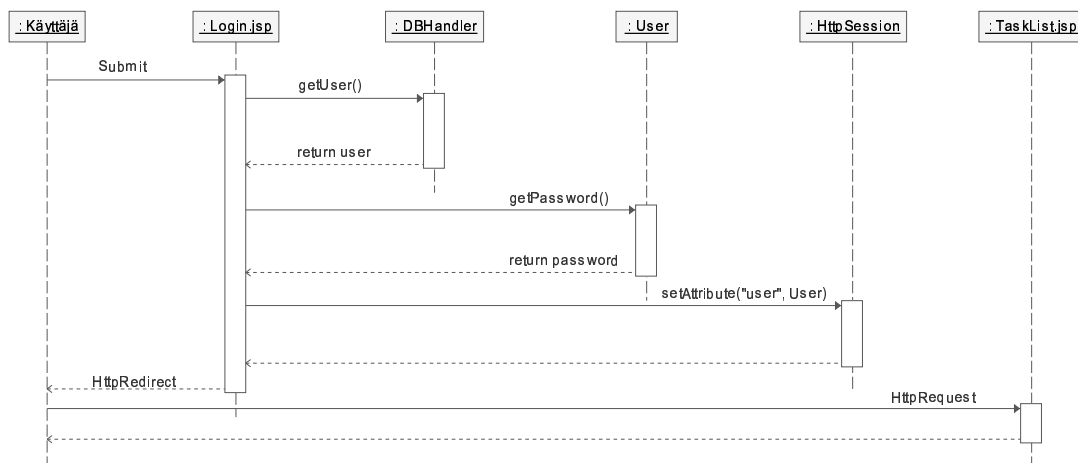 : Käyttäjä
: Login.jsp
: DBHandler
: User
: HttpSession
: TaskList.jsp
Submit
getUser()
return user
getPassword()
return password
setAttribute("user", User)
HttpRedirect
HttpRequest